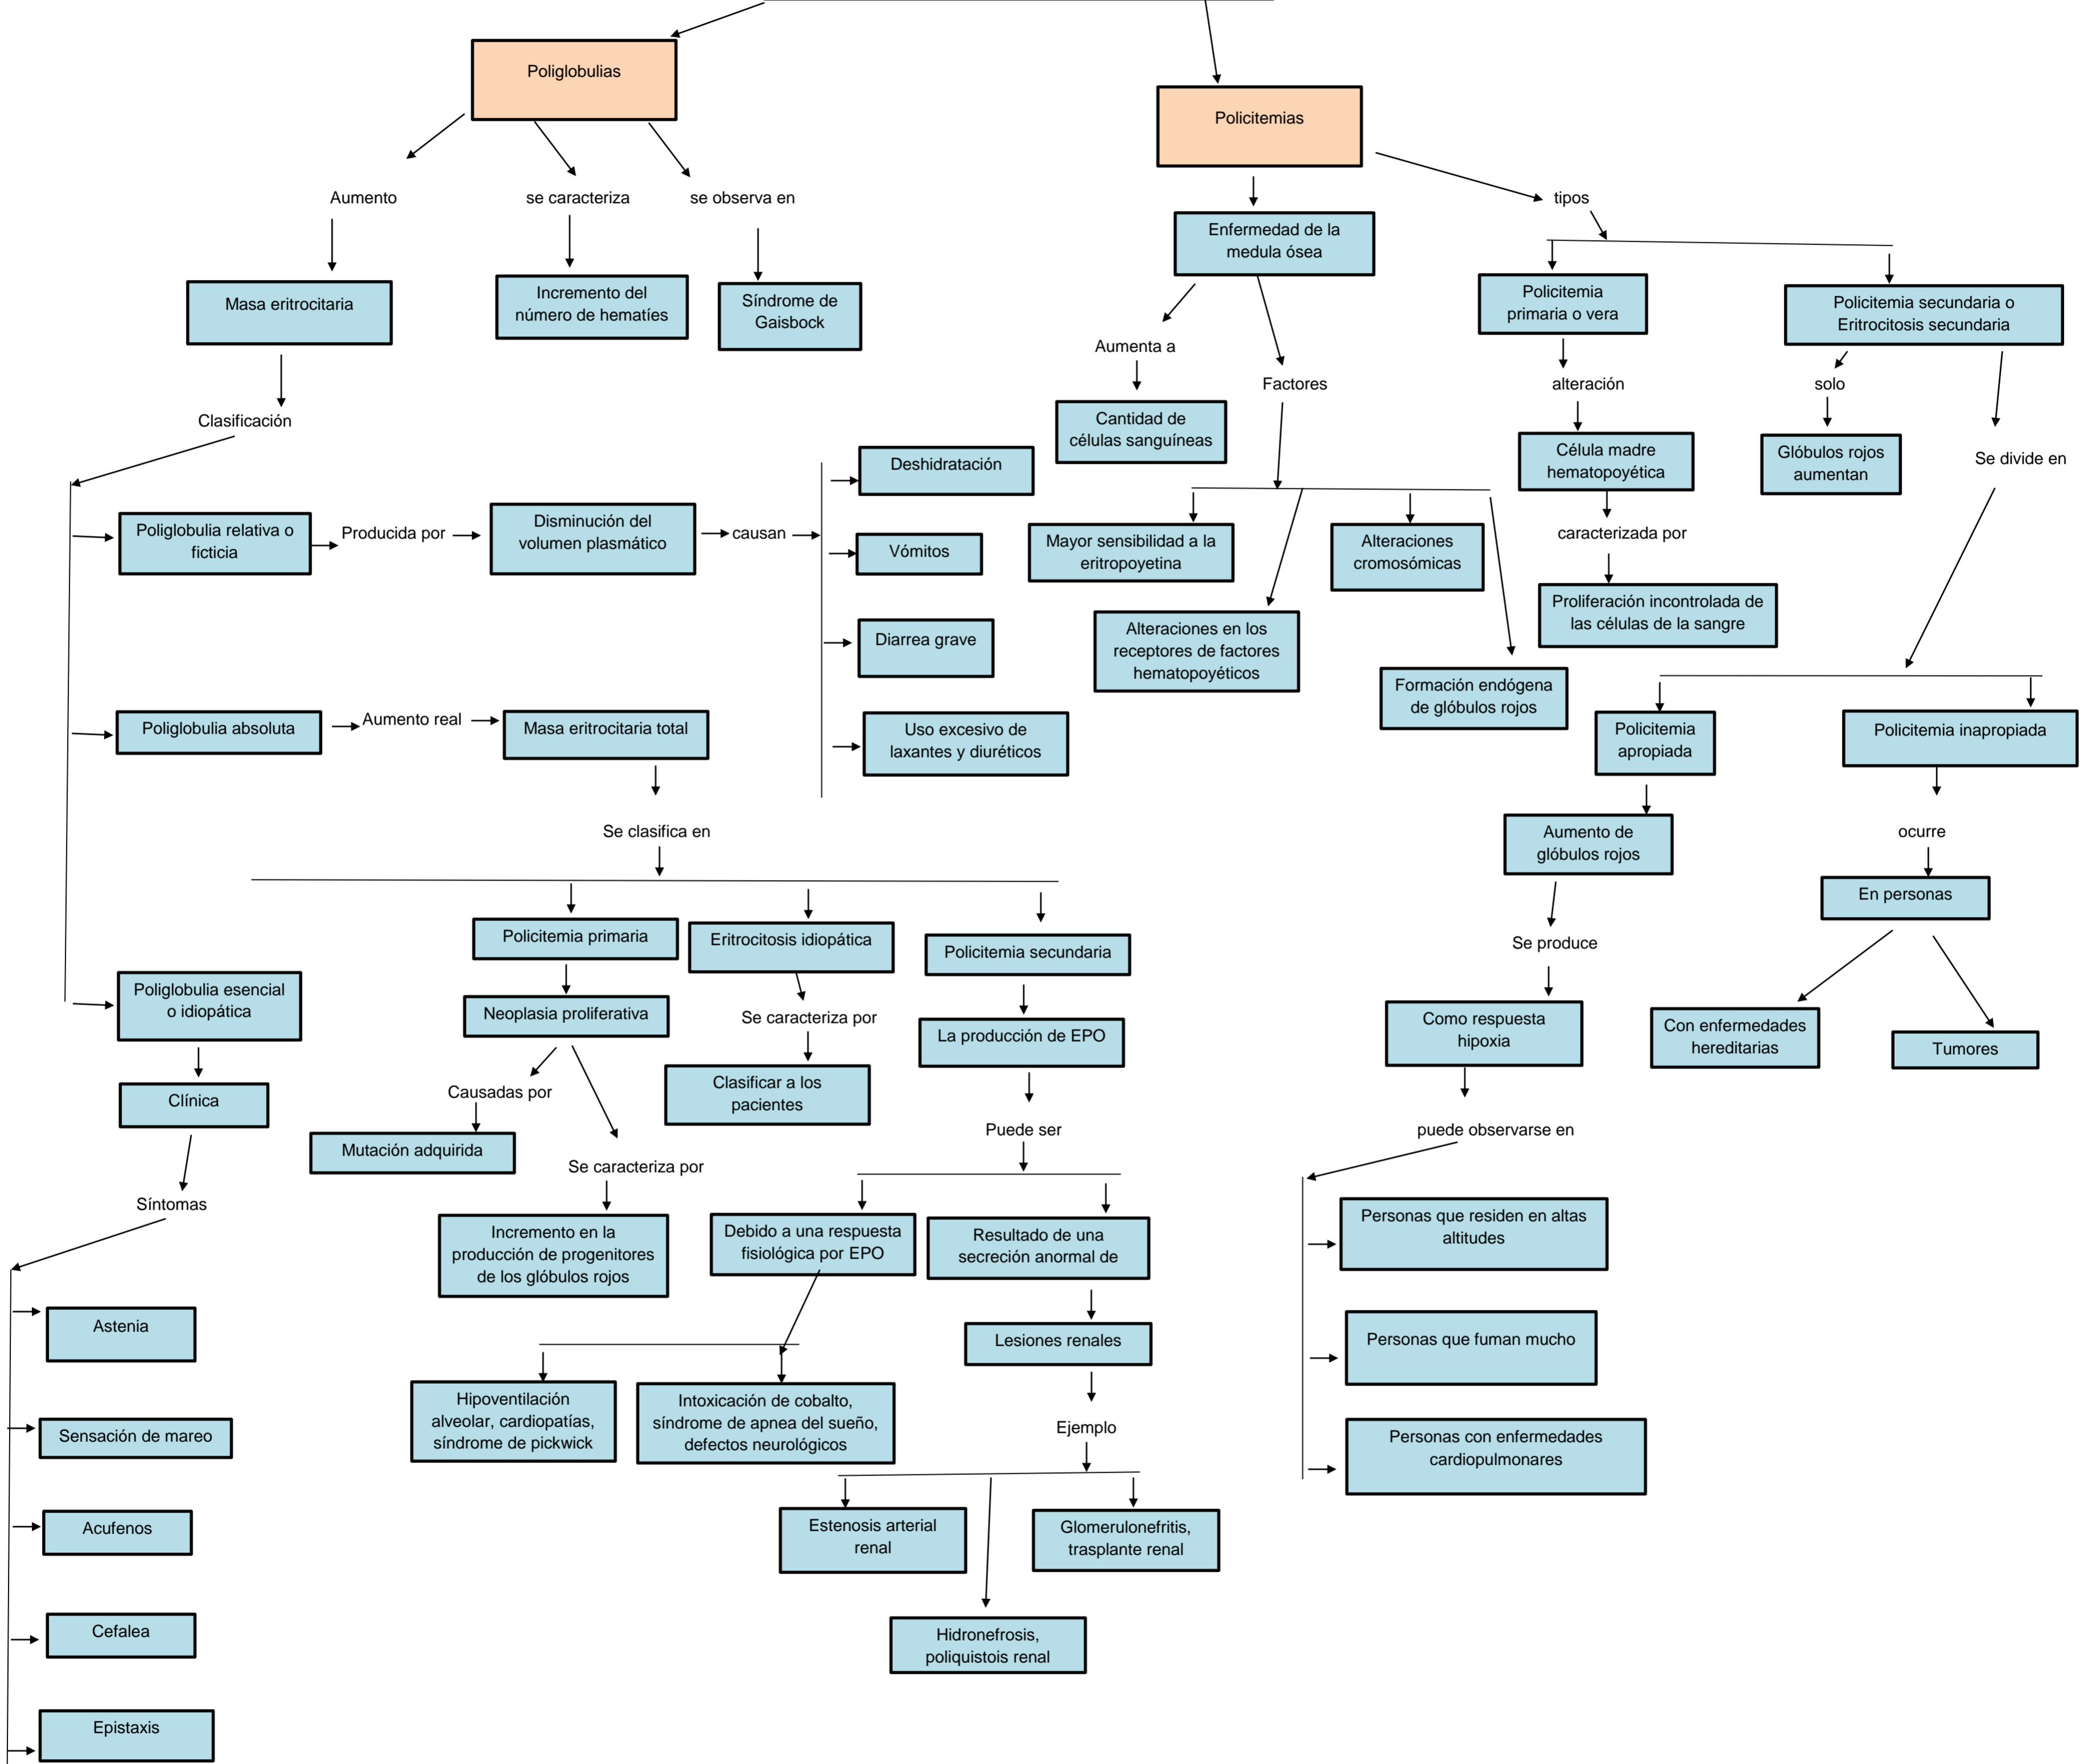 Poliglobulias
Policitemias
Aumento
se caracteriza
se observa en
Masa eritrocitaria
Incremento del
número de hematíes
Síndrome de
Gaisbock
Clasificación
Poliglobulia relativa o
ficticia
Producida por
Disminución del
volumen plasmático
causan
Deshidratación
Vómitos
Diarrea grave
Uso excesivo de
laxantes y diuréticos
Poliglobulia absoluta
Aumento real
Masa eritrocitaria total
Se clasifica en
Policitemia primaria
Neoplasia proliferativa
Causadas por
Mutación adquirida
Se caracteriza por
Incremento en la
producción de progenitores
de los glóbulos rojos
Eritrocitosis idiopática
Se caracteriza por
Clasificar a los
pacientes
Policitemia secundaria
La producción de EPO
Puede ser
Debido a una respuesta
fisiológica por EPO
Hipoventilación
alveolar, cardiopatías,
síndrome de pickwick
Intoxicación de cobalto,
síndrome de apnea del sueño,
defectos neurológicos
Resultado de una
secreción anormal de
Lesiones renales
Ejemplo
Estenosis arterial
renal
Glomerulonefritis,
trasplante renal
Hidronefrosis,
poliquistois renal
Poliglobulia esencial
o idiopática
Clínica
Síntomas
Astenia
Sensación de mareo
Acufenos
Cefalea
Epistaxis
Enfermedad de la
medula ósea
Aumenta a
Cantidad de
células sanguíneas
Factores
Mayor sensibilidad a la
eritropoyetina
Alteraciones en los
receptores de factores
hematopoyéticos
Alteraciones
cromosómicas
Formación endógena
de glóbulos rojos
tipos
Policitemia
primaria o vera
alteración
Célula madre
hematopoyética
caracterizada por
Proliferación incontrolada de
las células de la sangre
Policitemia secundaria o
Eritrocitosis secundaria
solo
Glóbulos rojos
aumentan
Se divide en
Policitemia
apropiada
Aumento de
glóbulos rojos
Se produce
Como respuesta
hipoxia
puede observarse en
Personas que residen en altas
altitudes
Personas que fuman mucho
Personas con enfermedades
cardiopulmonares
Policitemia inapropiada
ocurre
En personas
Con enfermedades
hereditarias
Tumores